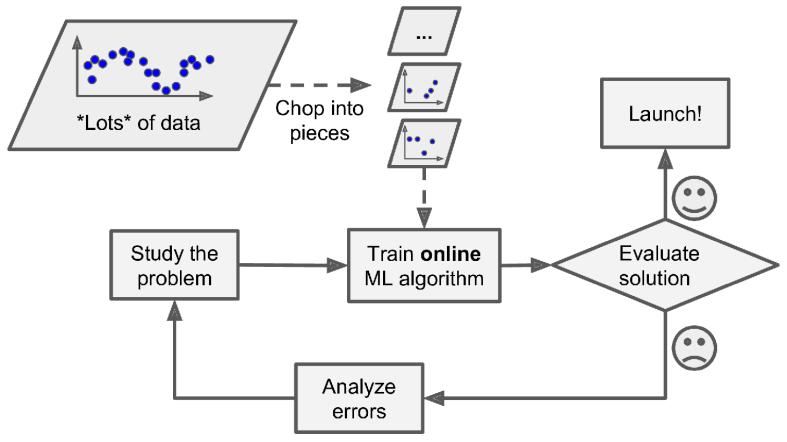 *Lots* of data
Chop into
pieces
...
Launch!
Study the
problem
Train online
ML algorithm
Evaluate
solution
Analyze
errors